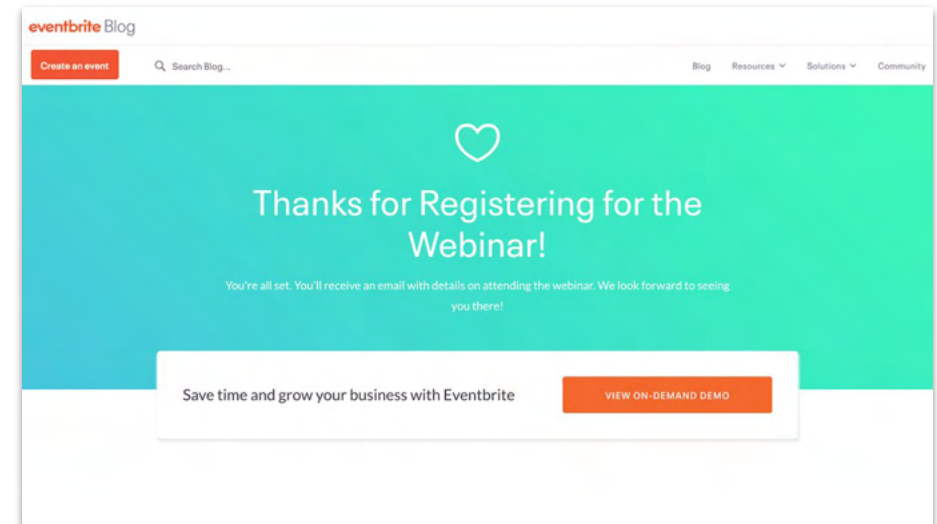 eventbrite Blog
Create an event
Search Blog...
Blog
Resources
Solutions
Community
Thanks for Registering for the
Webinar!
You're all set. You'll receive an email with details on attending the webinar. We look forward to seeing
you there!
Save time and grow your business with Eventbrite
VIEW ON-DEMAND DEMO